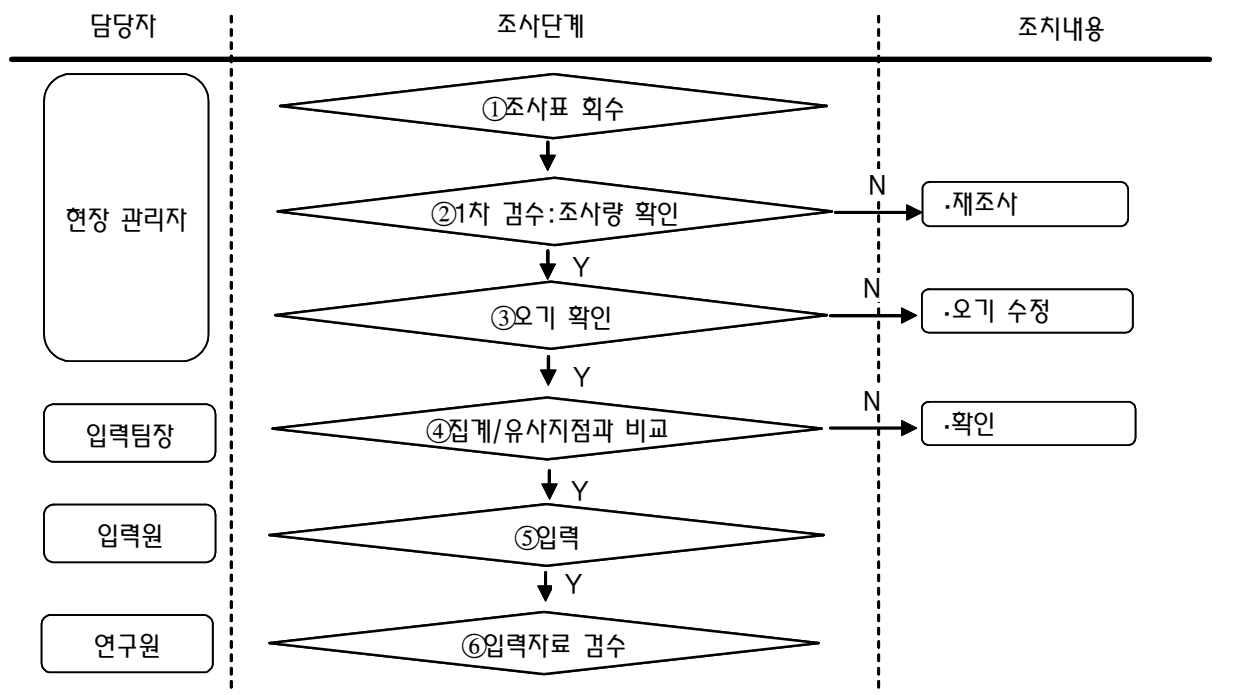 담당자 조사단계 조치내용
①조사표 회수
현장 관리자 ②1차 검수:조사량 확인 N ·재조사
Y
③오기 확인 N ·오기 수정
Y
입력팀장 ④집계/유사지점과 비교 N ·확인
Y
입력원 ⑤입력
Y
연구원 ⑥입력자료 검수